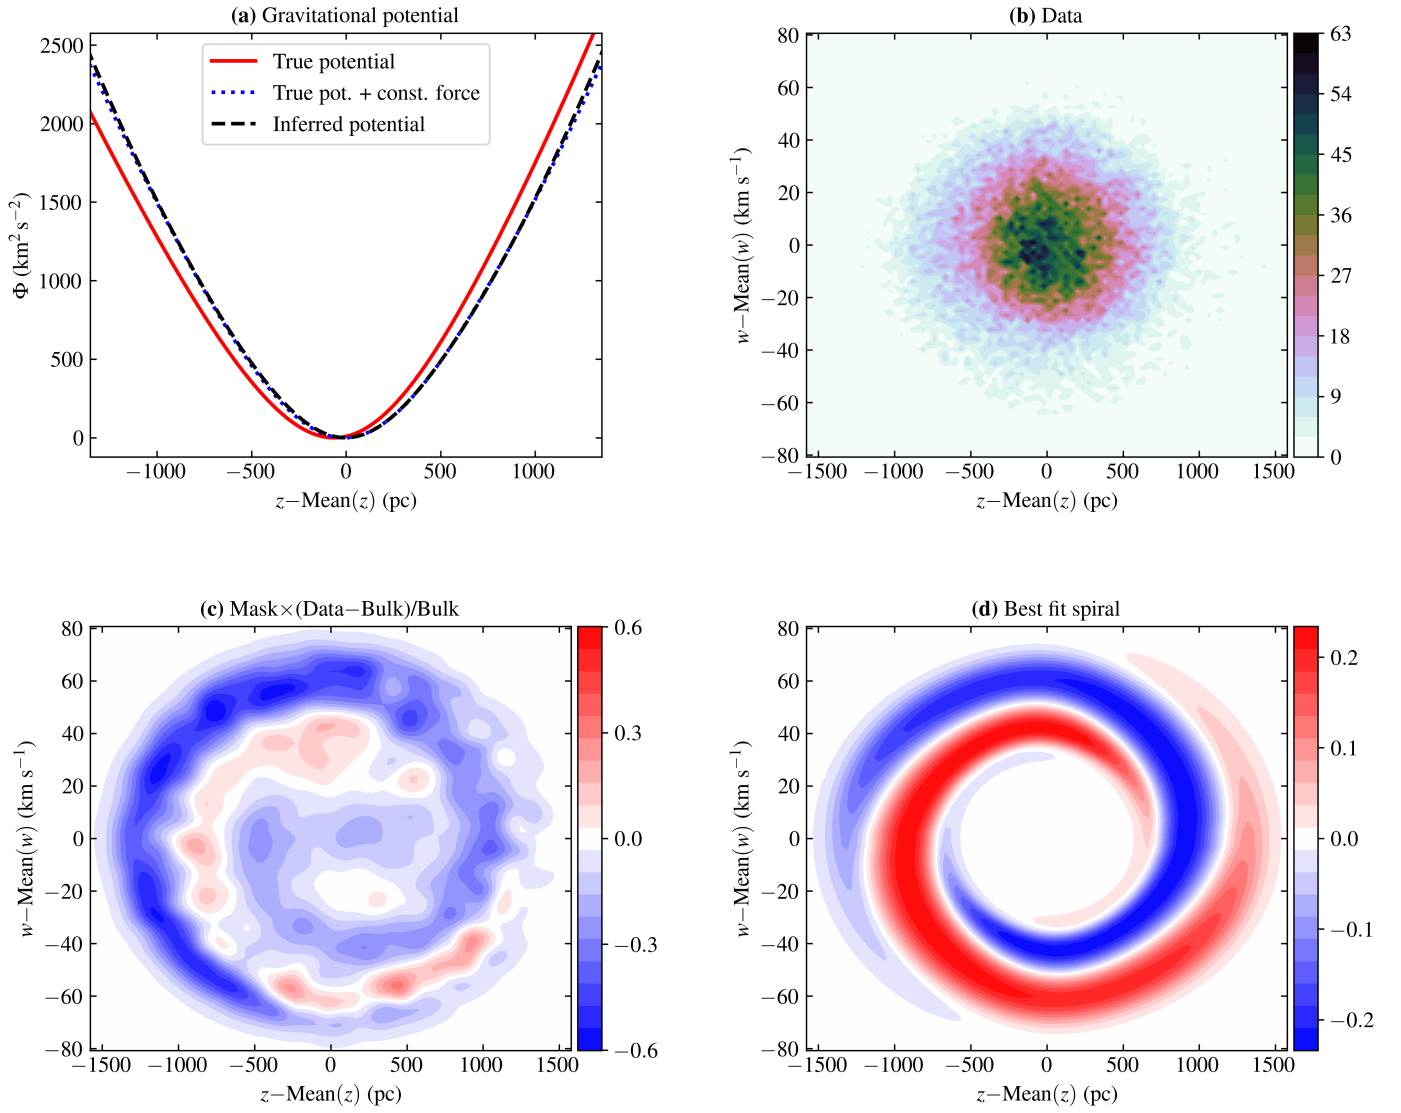 (a) Gravitational potential
2500
2000
1500
1000
500
0
Φ (km² s⁻²)
True potential
True pot. + const. force
Inferred potential
−1000 −500 0 500 1000
z−Mean(z) (pc)
(b) Data
80
60
40
20
0
−20
−40
−60
−80
w−Mean(w) (km s⁻¹)
−1500 −1000 −500 0 500 1000 1500
z−Mean(z) (pc)
63
54
45
36
27
18
9
0
(c) Mask×(Data−Bulk)/Bulk
80
60
40
20
0
−20
−40
−60
−80
w−Mean(w) (km s⁻¹)
−1500 −1000 −500 0 500 1000 1500
z−Mean(z) (pc)
0.6
0.3
0.0
−0.3
−0.6
(d) Best fit spiral
80
60
40
20
0
−20
−40
−60
−80
w−Mean(w) (km s⁻¹)
−1500 −1000 −500 0 500 1000 1500
z−Mean(z) (pc)
0.2
0.1
0.0
−0.1
−0.2